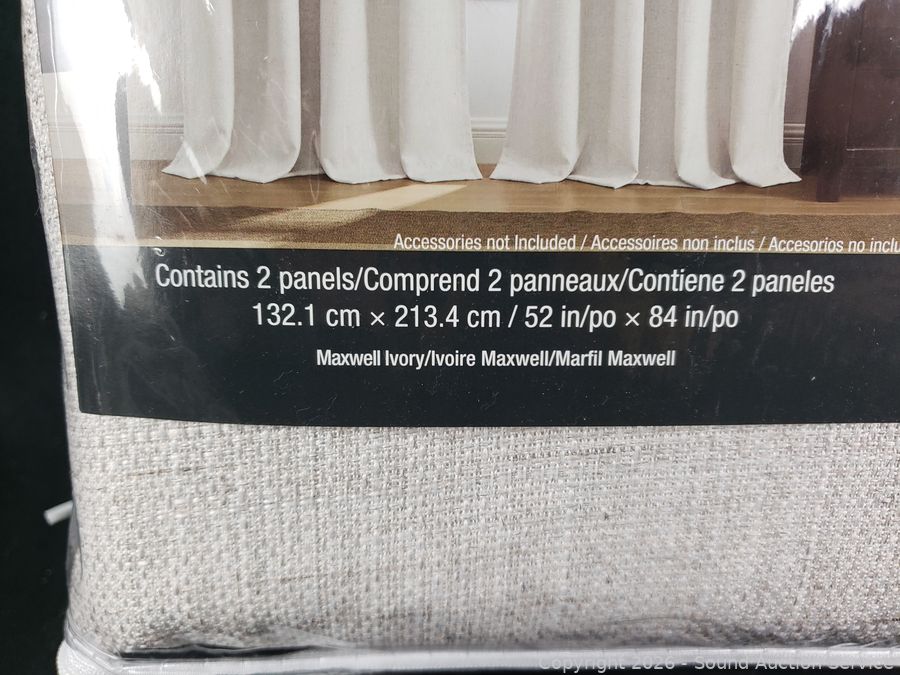 Accessories not Included / Accessoires non inclus / Accesorios no inclu
Contains 2 panels/Comprend 2 panneaux/Contiene 2 paneles
132.1 cm × 213.4 cm / 52 in/po × 84 in/po
Maxwell Ivory/Ivoire Maxwell/Marfil Maxwell
Copyright 2026 - Sound Auction Service